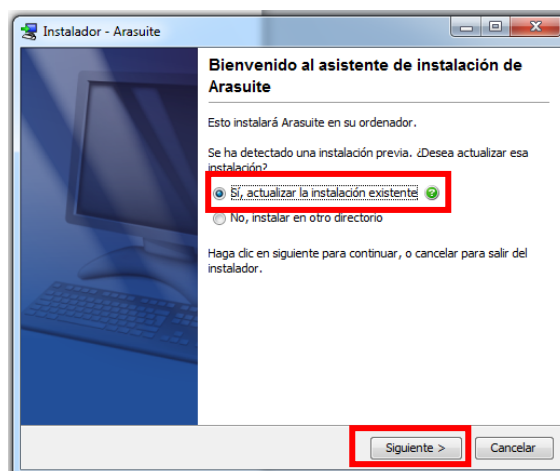 Instalador - Arasuite
Bienvenido al asistente de instalación de
Arasuite
Esto instalará Arasuite en su ordenador.
Se ha detectado una instalación previa. ¿Desea actualizar esa
instalación?
Sí, actualizar la instalación existente
No, instalar en otro directorio
Haga clic en siguiente para continuar, o cancelar para salir del
instalador.
Siguiente >
Cancelar